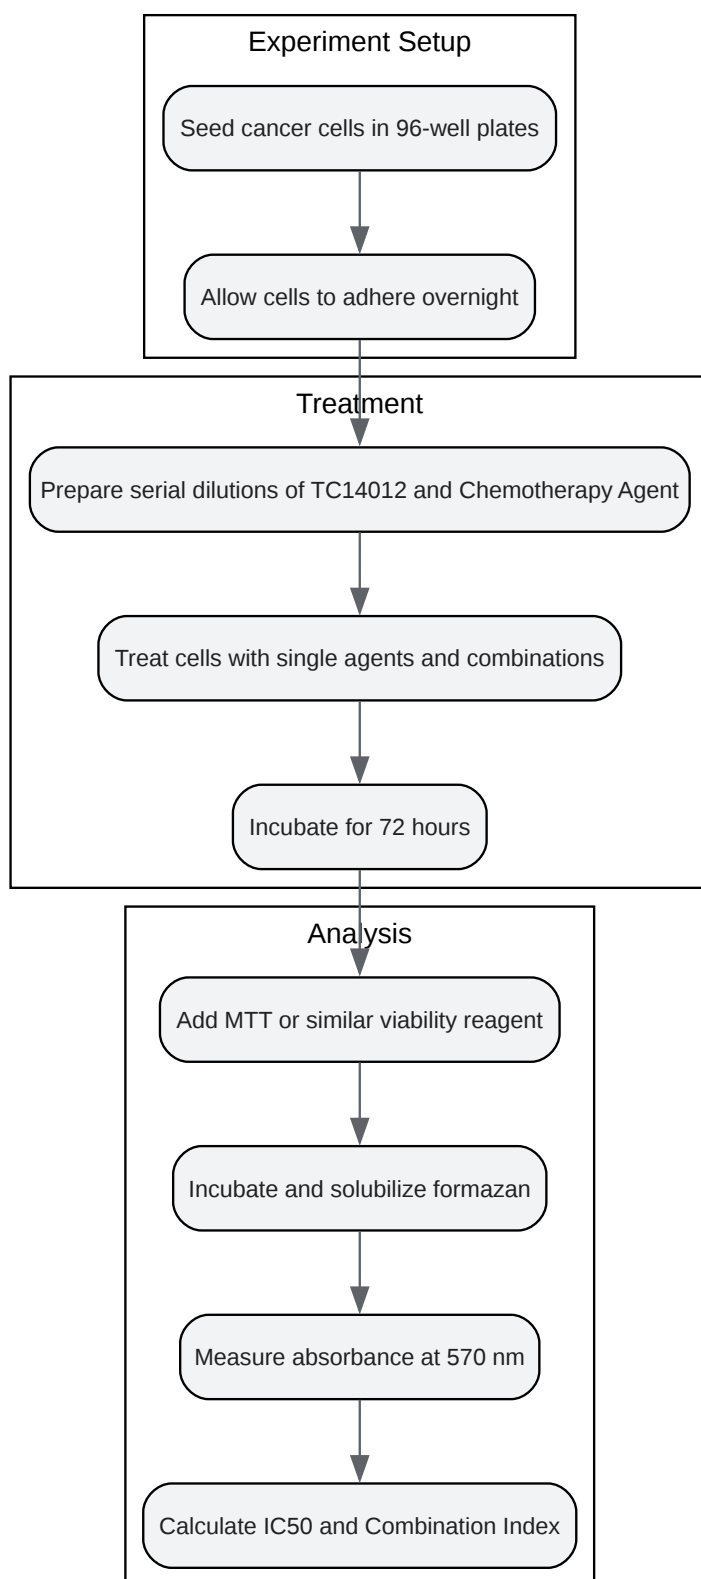 Experiment Setup
Seed cancer cells in 96-well plates
Allow cells to adhere overnight
Treatment
Prepare serial dilutions of TC14012 and Chemotherapy Agent
Treat cells with single agents and combinations
Incubate for 72 hours
Analysis
Add MTT or similar viability reagent
Incubate and solubilize formazan
Measure absorbance at 570 nm
Calculate IC50 and Combination Index